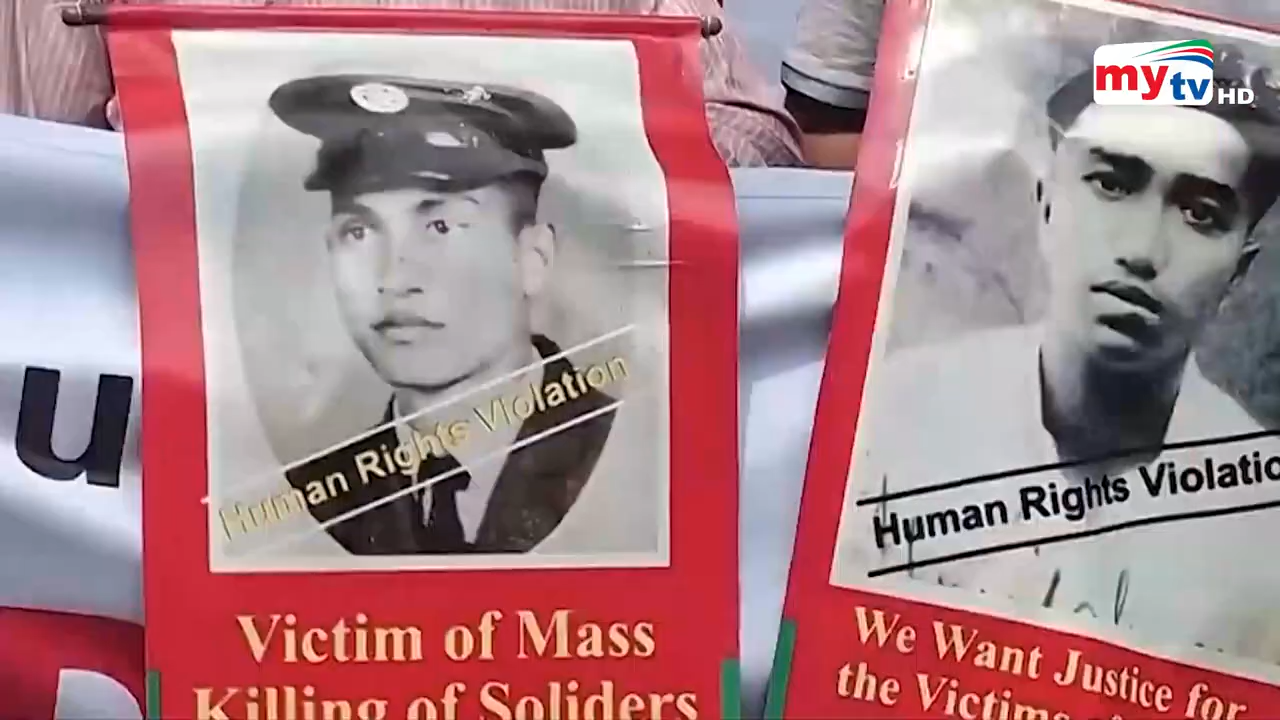 mytv HD
u
Human Rights Violation
Victim of Mass
Killing of Soliders
Human Rights Violatio
We Want Justice for
the Victims